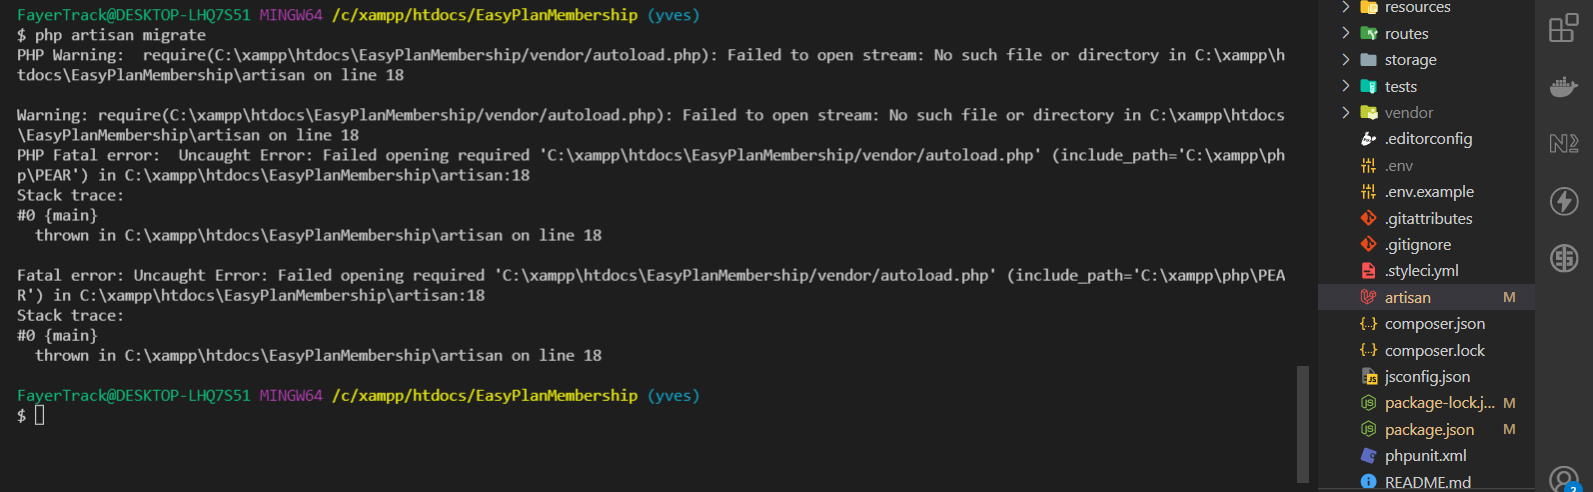 FayerTrack@DESKTOP-LHQ7S51 MINGW64 /c/xampp/htdocs/EasyPlanMembership (yves)
$ php artisan migrate
PHP Warning:  require(C:\xampp\htdocs\EasyPlanMembership/vendor/autoload.php): Failed to open stream: No such file or directory in C:\xampp\h
tdocs\EasyPlanMembership\artisan on line 18

Warning: require(C:\xampp\htdocs\EasyPlanMembership/vendor/autoload.php): Failed to open stream: No such file or directory in C:\xampp\htdocs
\EasyPlanMembership\artisan on line 18
PHP Fatal error:  Uncaught Error: Failed opening required 'C:\xampp\htdocs\EasyPlanMembership/vendor/autoload.php' (include_path='C:\xampp\ph
p\PEAR') in C:\xampp\htdocs\EasyPlanMembership\artisan:18
Stack trace:
#0 {main}
  thrown in C:\xampp\htdocs\EasyPlanMembership\artisan on line 18

Fatal error: Uncaught Error: Failed opening required 'C:\xampp\htdocs\EasyPlanMembership/vendor/autoload.php' (include_path='C:\xampp\php\PEA
R') in C:\xampp\htdocs\EasyPlanMembership\artisan:18
Stack trace:
#0 {main}
  thrown in C:\xampp\htdocs\EasyPlanMembership\artisan on line 18

FayerTrack@DESKTOP-LHQ7S51 MINGW64 /c/xampp/htdocs/EasyPlanMembership (yves)
$
resources
routes
storage
tests
vendor
.editorconfig
.env
.env.example
.gitattributes
.gitignore
.styleci.yml
artisan M
composer.json
composer.lock
jsconfig.json
package-lock.j... M
package.json M
phpunit.xml
README.md
2